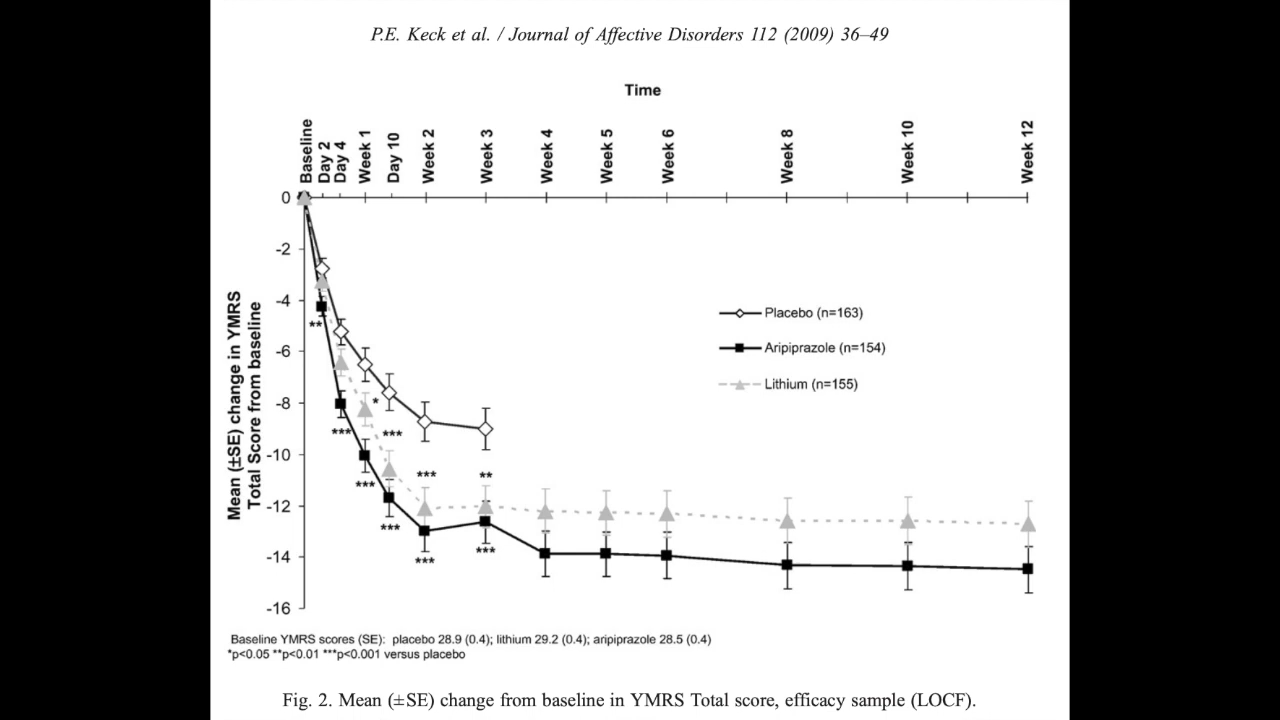 P.E. Keck et al. / Journal of Affective Disorders 112 (2009) 36–49
Time
Baseline
Day 2
Day 4
Week 1
Day 10
Week 2
Week 3
Week 4
Week 5
Week 6
Week 8
Week 10
Week 12
0
-2
-4
-6
-8
-10
-12
-14
-16
Mean (±SE) change in YMRS
Total Score from baseline
**
***
*
***
***
***
***
**
***
***
Placebo (n=163)
Aripiprazole (n=154)
Lithium (n=155)
Baseline YMRS scores (SE): placebo 28.9 (0.4); lithium 29.2 (0.4); aripiprazole 28.5 (0.4)
*p<0.05 **p<0.01 ***p<0.001 versus placebo
Fig. 2. Mean (±SE) change from baseline in YMRS Total score, efficacy sample (LOCF).